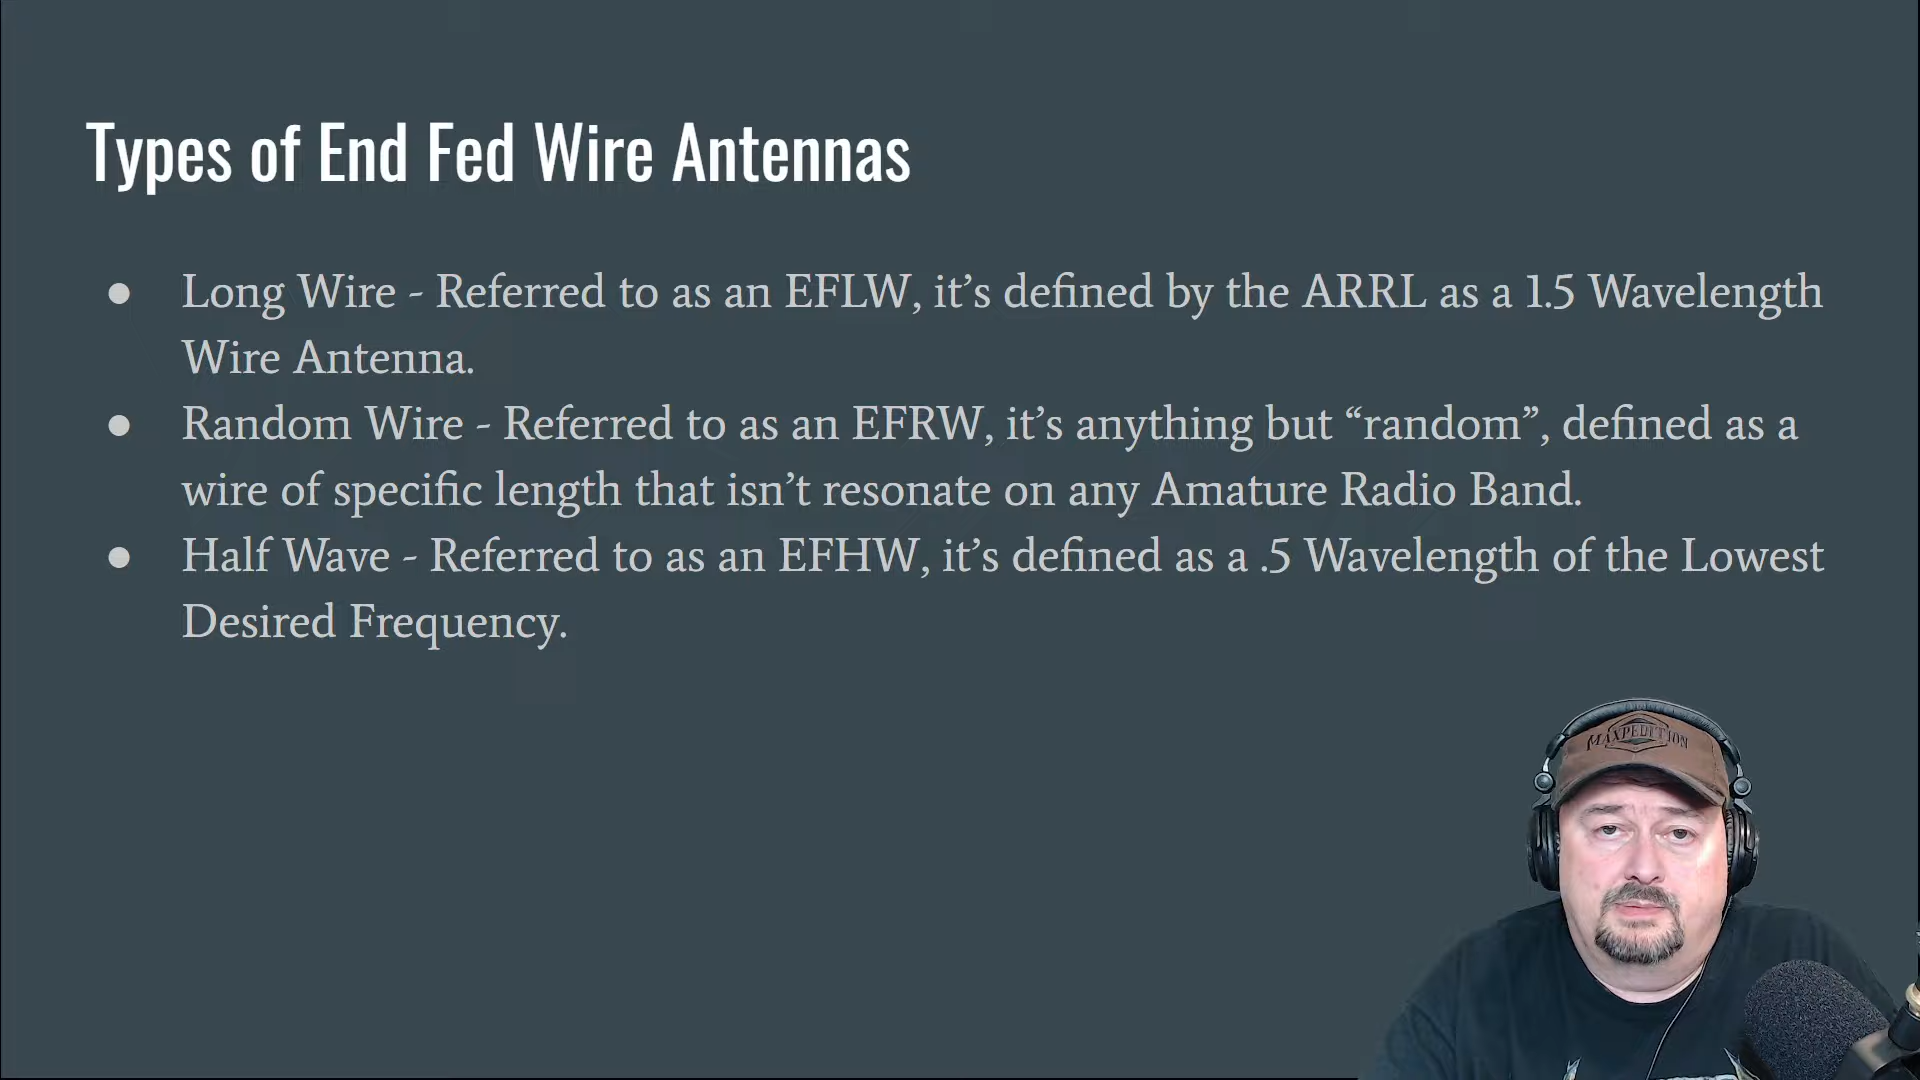 Types of End Fed Wire Antennas
● Long Wire - Referred to as an EFLW, it’s defined by the ARRL as a 1.5 Wavelength
Wire Antenna.
● Random Wire - Referred to as an EFRW, it’s anything but “random”, defined as a
wire of specific length that isn’t resonate on any Amature Radio Band.
● Half Wave - Referred to as an EFHW, it’s defined as a .5 Wavelength of the Lowest
Desired Frequency.
MAXPEDITION